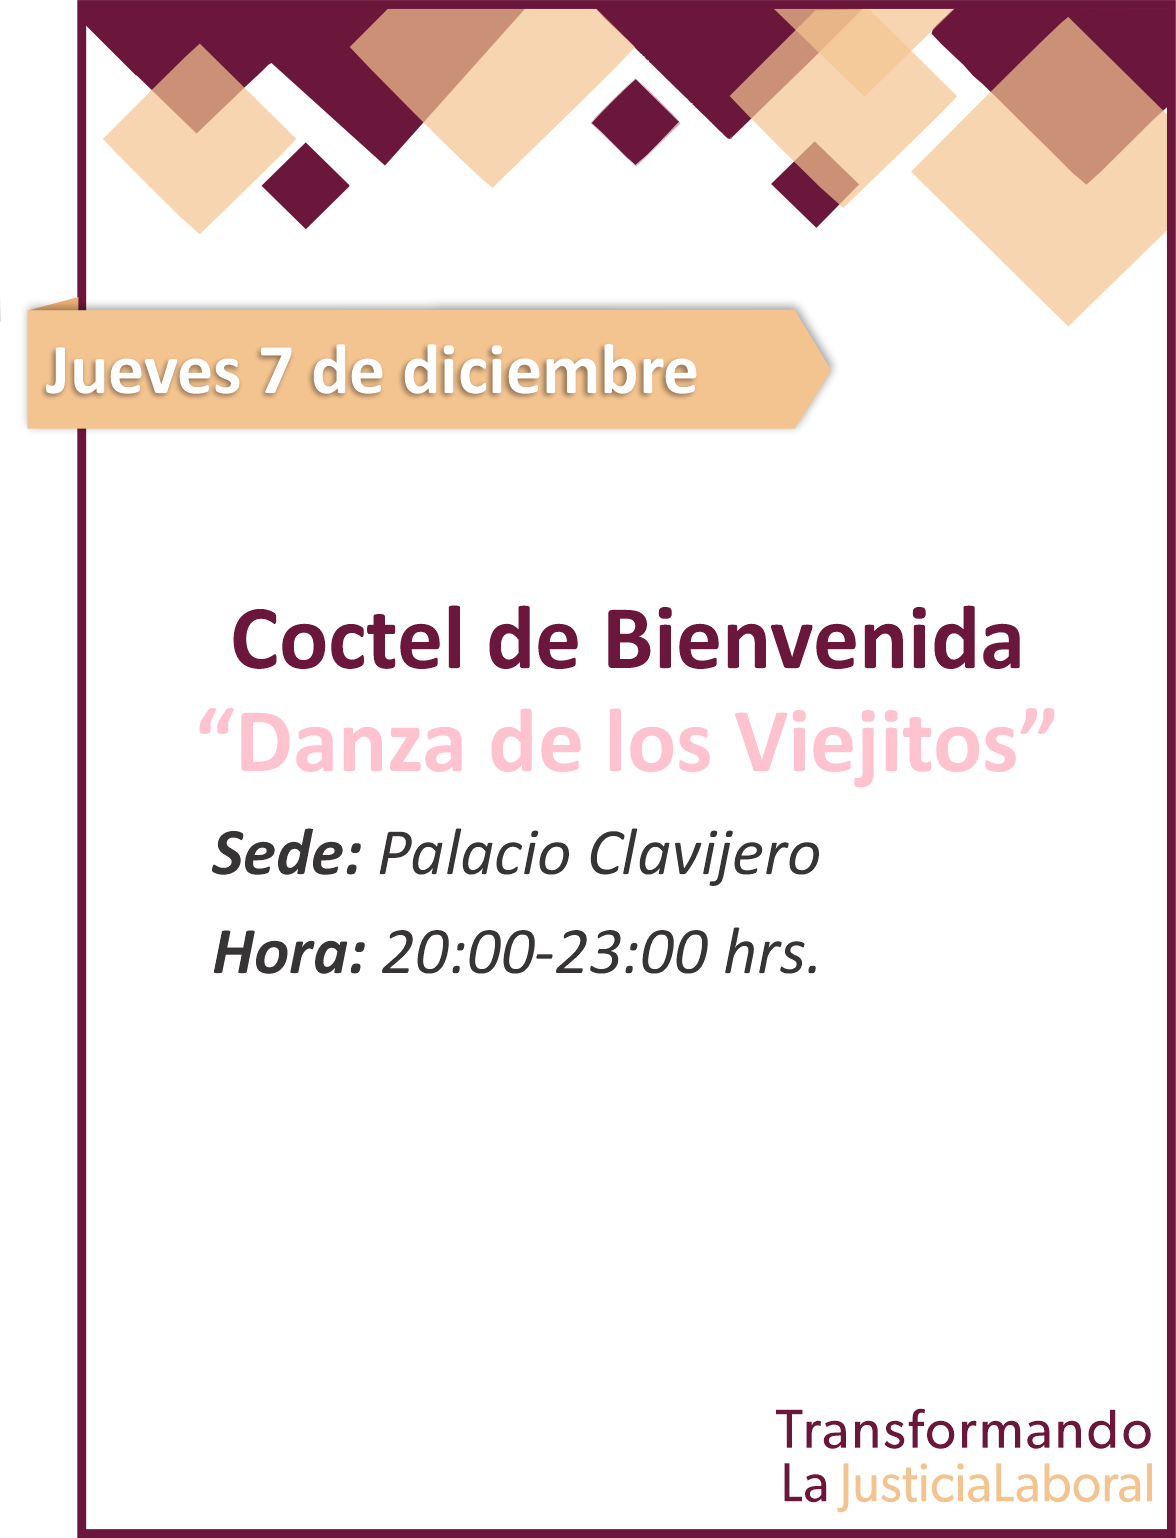 Jueves 7 de diciembre
Coctel de Bienvenida
“Danza de los Viejitos”
Sede: Palacio Clavijero
Hora: 20:00-23:00 hrs.
Transformando
La JusticiaLaboral